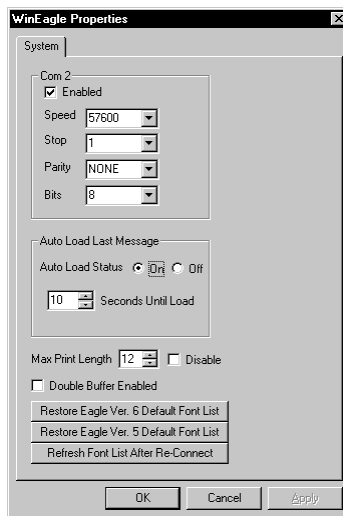 WinEagle Properties
System
Com 2
Enabled
Speed 57600
Stop 1
Parity NONE
Bits 8
Auto Load Last Message
Auto Load Status On Off
10 Seconds Until Load
Max Print Length 12 Disable
Double Buffer Enabled
Restore Eagle Ver. 6 Default Font List
Restore Eagle Ver. 5 Default Font List
Refresh Font List After Re-Connect
OK Cancel Apply